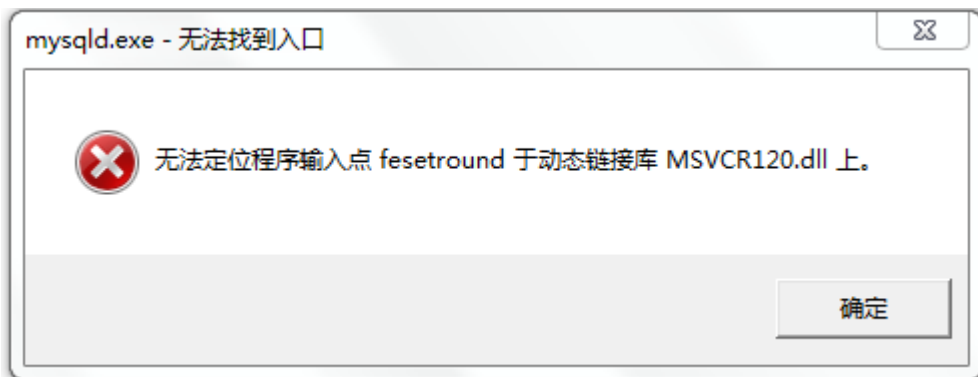 mysqld.exe - 无法找到入口
无法定位程序输入点 fesetround 于动态链接库 MSVCR120.dll 上。
确定